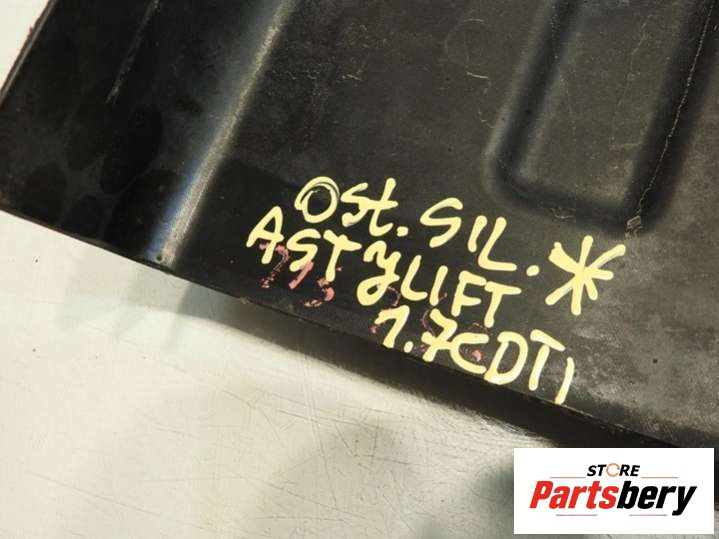 Ost. SIL.
AST J LIFT
1.7CDTI
STORE
Partsbery